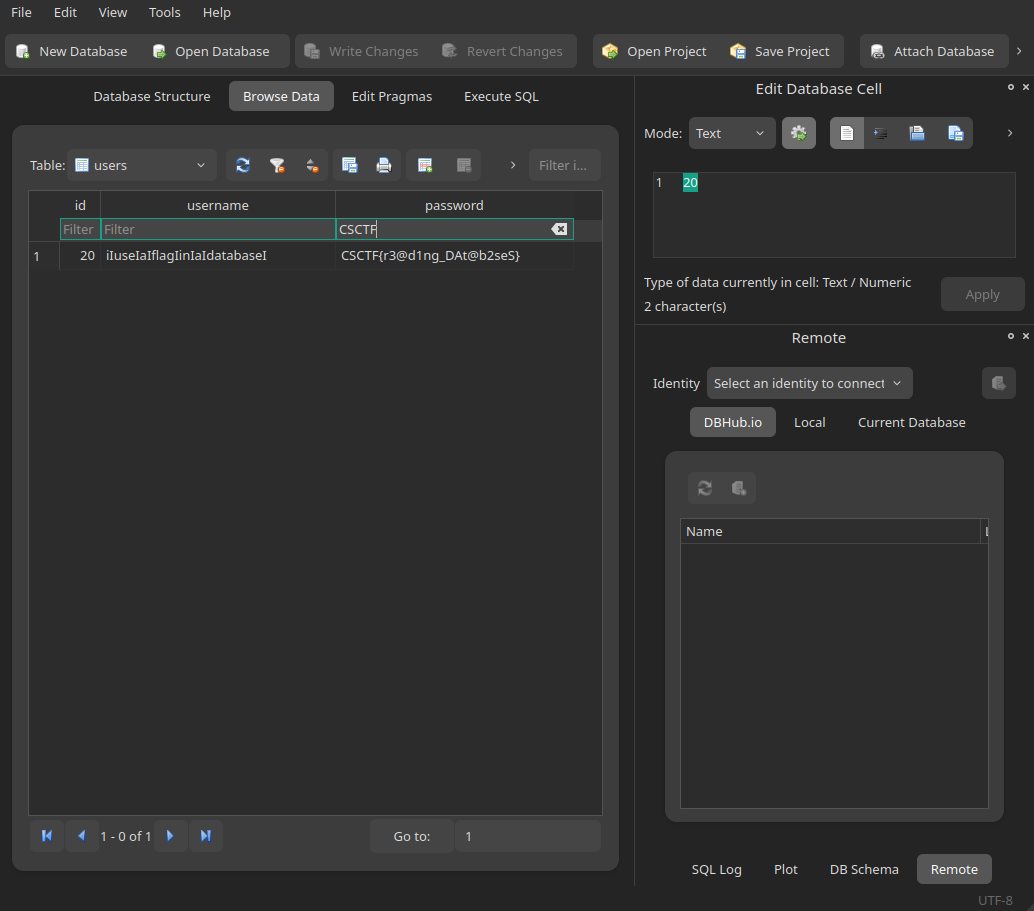 File Edit View Tools Help
New Database Open Database Write Changes Revert Changes Open Project Save Project Attach Database
Database Structure Browse Data Edit Pragmas Execute SQL
Table: users Filter i...
id username password
Filter Filter CSCTF
1 20 iIuseIaIflagIinIaIdatabaseI CSCTF{r3@d1ng_DAt@b2seS}
1 - 0 of 1 Go to: 1
Edit Database Cell
Mode: Text
1 20
Type of data currently in cell: Text / Numeric
2 character(s)
Apply
Remote
Identity Select an identity to connect
DBHub.io Local Current Database
Name
SQL Log Plot DB Schema Remote
UTF-8